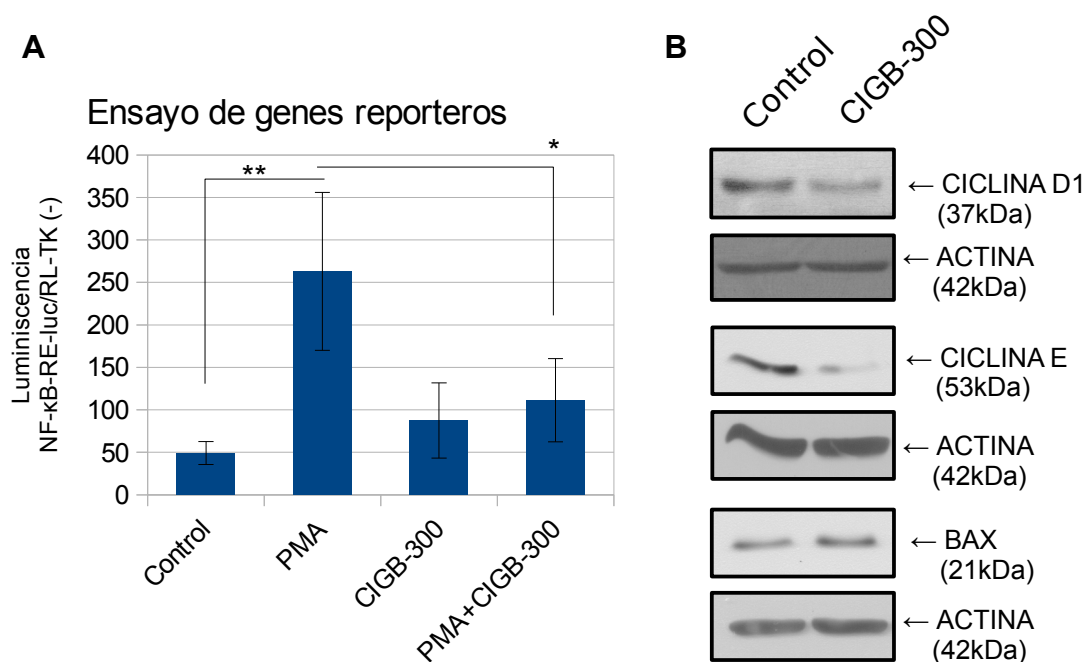 A
Ensayo de genes reporteros
Luminiscencia
NF-κB-RE-luc/RL-TK (-)
400
350
300
250
200
150
100
50
0
**
*
Control
PMA
CIGB-300
PMA+CIGB-300
B
Control
CIGB-300
← CICLINA D1
(37kDa)
← ACTINA
(42kDa)
← CICLINA E
(53kDa)
← ACTINA
(42kDa)
← BAX
(21kDa)
← ACTINA
(42kDa)